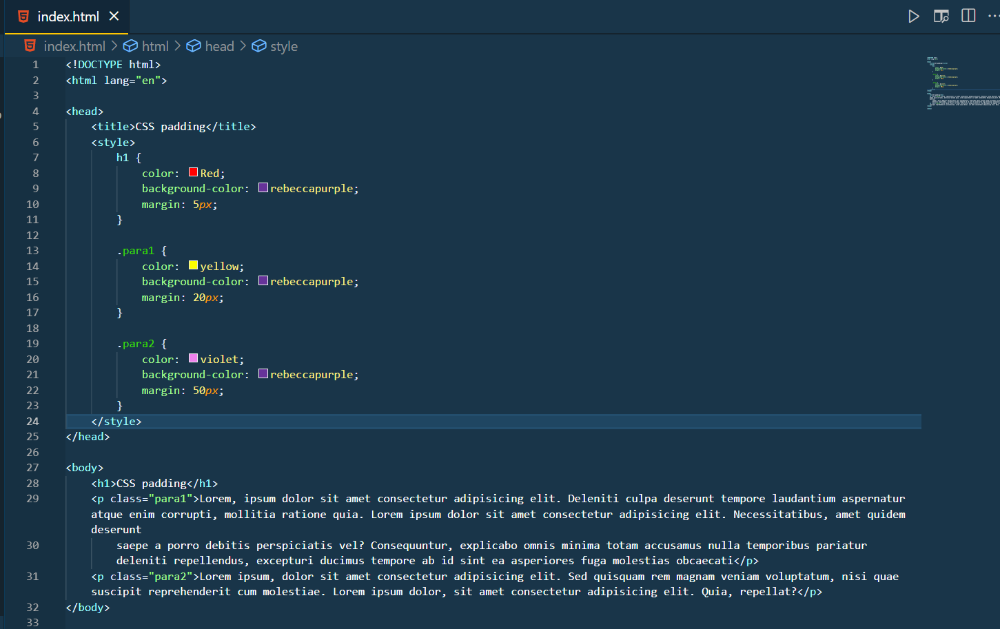 index.html
index.html > html > head > style
1 <!DOCTYPE html>
2 <html lang="en">
3
4 <head>
5 <title>CSS padding</title>
6 <style>
7 h1 {
8 color: Red;
9 background-color: rebeccapurple;
10 margin: 5px;
11 }
12
13 .para1 {
14 color: yellow;
15 background-color: rebeccapurple;
16 margin: 20px;
17 }
18
19 .para2 {
20 color: violet;
21 background-color: rebeccapurple;
22 margin: 50px;
23 }
24 </style>
25 </head>
26
27 <body>
28 <h1>CSS padding</h1>
29 <p class="para1">Lorem, ipsum dolor sit amet consectetur adipisicing elit. Deleniti culpa deserunt tempore laudantium aspernatur
atque enim corrupti, mollitia ratione quia. Lorem ipsum dolor sit amet consectetur adipisicing elit. Necessitatibus, amet quidem
deserunt
30 saepe a porro debitis perspiciatis vel? Consequuntur, explicabo omnis minima totam accusamus nulla temporibus pariatur
deleniti repellendus, excepturi ducimus tempore ab id sint ea asperiores fuga molestias obcaecati</p>
31 <p class="para2">Lorem ipsum, dolor sit amet consectetur adipisicing elit. Sed quisquam rem magnam veniam voluptatum, nisi quae
suscipit reprehenderit cum molestiae. Lorem ipsum dolor, sit amet consectetur adipisicing elit. Quia, repellat?</p>
32 </body>
33